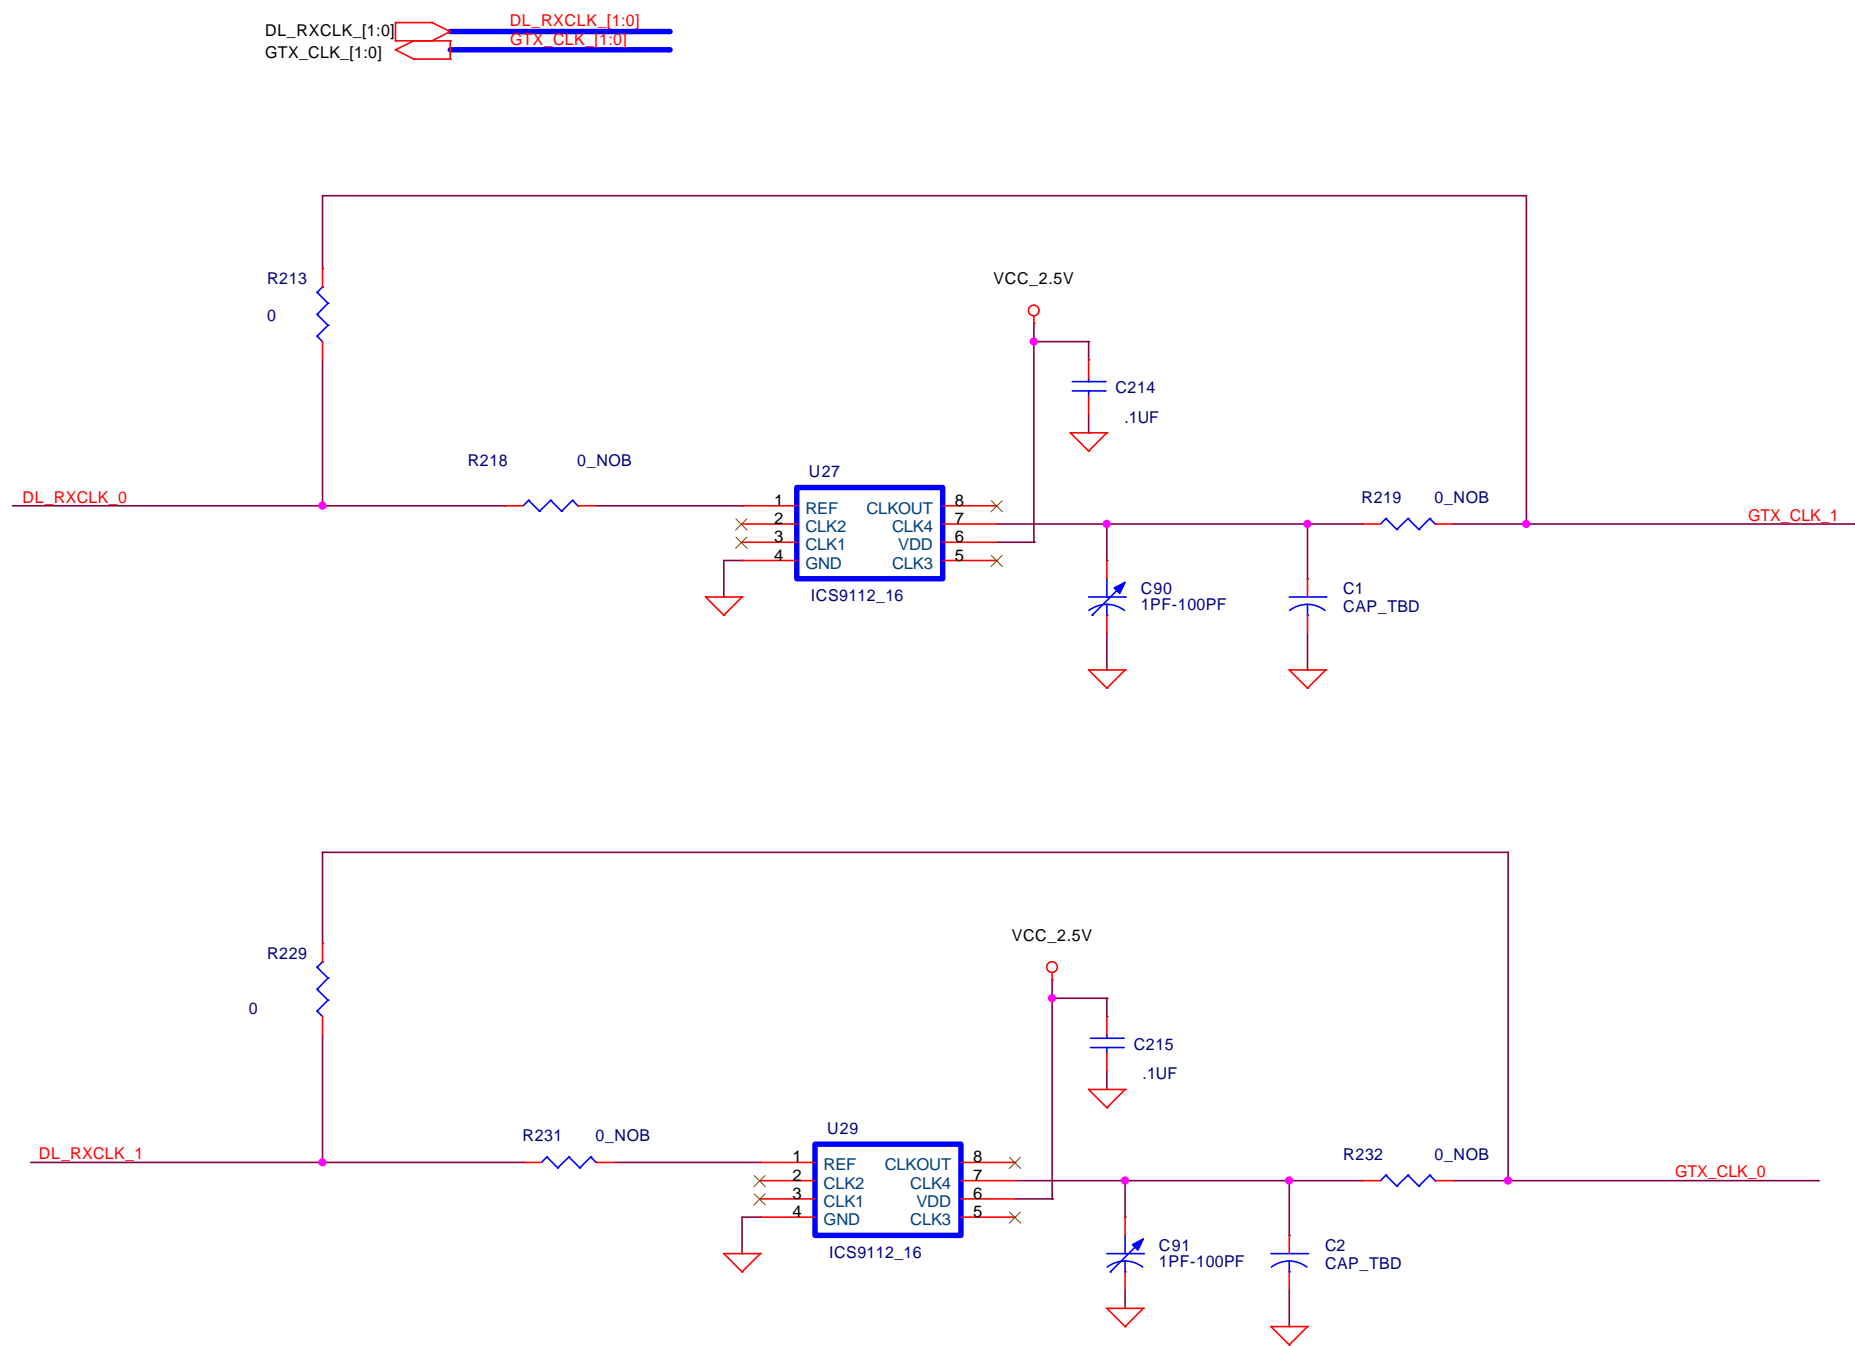 DL_RXCLK_[1:0] DL_RXCLK_[1:0]
GTX_CLK_[1:0] GTX_CLK_[1:0]
R213
0
VCC_2.5V
C214
.1UF
R218 0_NOB
U27
DL_RXCLK_0
R219 0_NOB
GTX_CLK_1
1 REF CLKOUT 8
2 CLK2 CLK4 7
3 CLK1 VDD 6
4 GND CLK3 5
ICS9112_16
C90
1PF-100PF
C1
CAP_TBD
R229
0
VCC_2.5V
C215
.1UF
R231 0_NOB
U29
DL_RXCLK_1
R232 0_NOB
GTX_CLK_0
1 REF CLKOUT 8
2 CLK2 CLK4 7
3 CLK1 VDD 6
4 GND CLK3 5
ICS9112_16
C91
1PF-100PF
C2
CAP_TBD